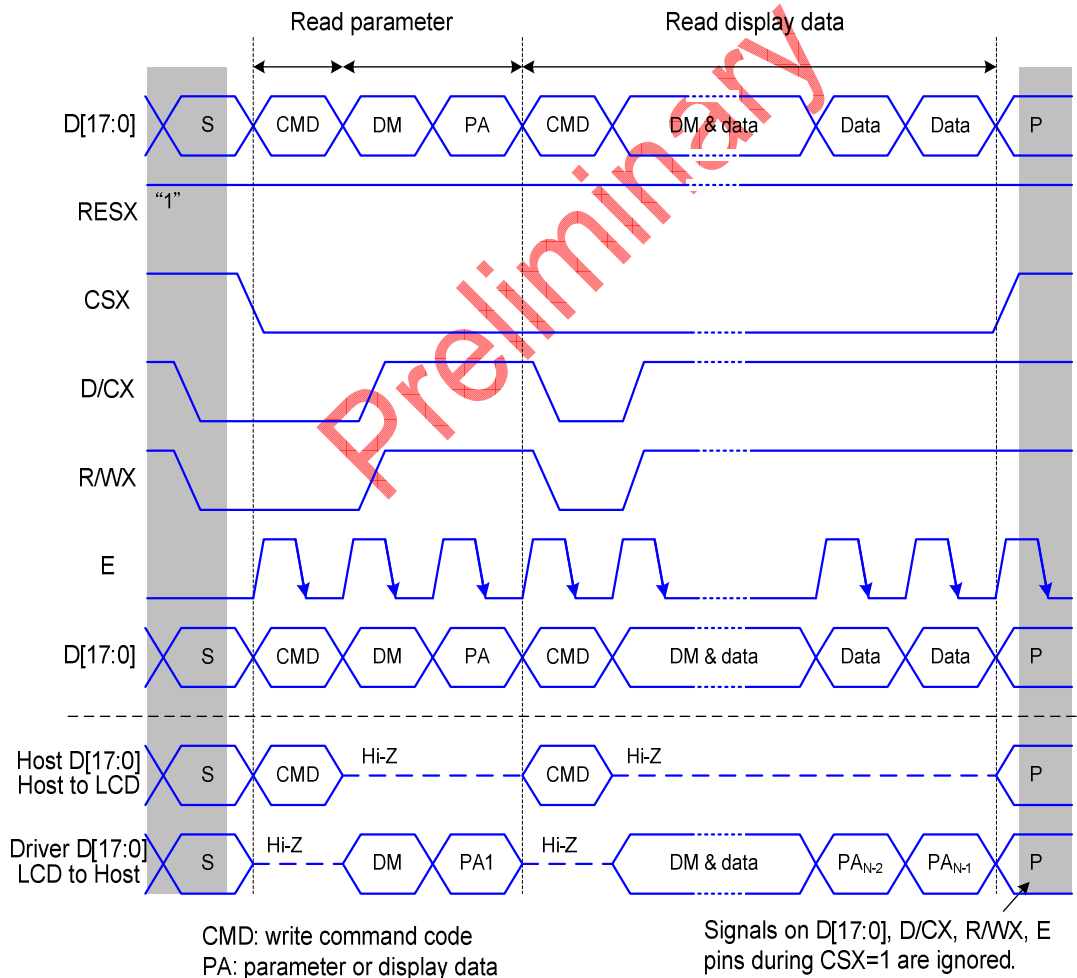 Read parameter Read display data
D[17:0] S CMD DM PA CMD DM & data Data Data P
RESX “1”
CSX
D/CX
R/WX
E
D[17:0] S CMD DM PA CMD DM & data Data Data P
Host D[17:0]
Host to LCD
S CMD Hi-Z CMD Hi-Z P
Driver D[17:0]
LCD to Host
S Hi-Z DM PA1 Hi-Z DM & data PAN-2 PAN-1 P
CMD: write command code
PA: parameter or display data
Signals on D[17:0], D/CX, R/WX, E
pins during CSX=1 are ignored.
Preliminary